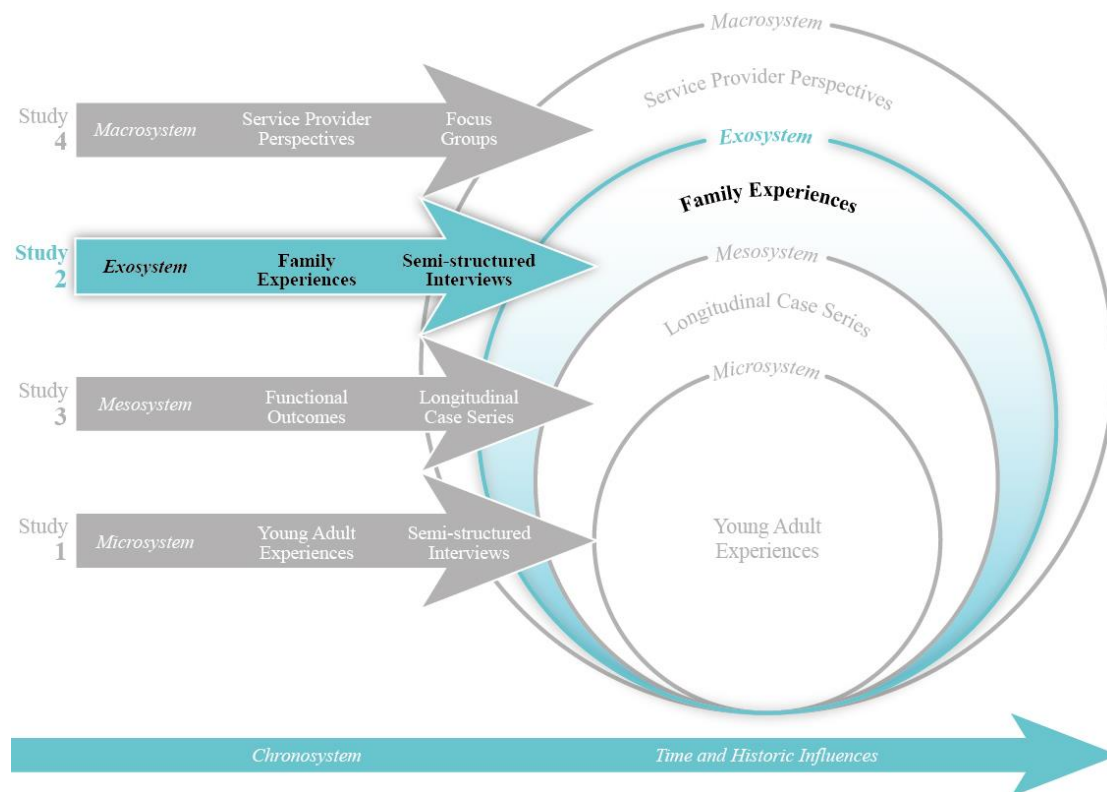 Study
4
Macrosystem
Service Provider
Perspectives
Focus
Groups
Study
2
Exosystem
Family
Experiences
Semi-structured
Interviews
Study
3
Mesosystem
Functional
Outcomes
Longitudinal
Case Series
Study
1
Microsystem
Young Adult
Experiences
Semi-structured
Interviews
Macrosystem
Service Provider Perspectives
Exosystem
Family Experiences
Mesosystem
Longitudinal Case Series
Microsystem
Young Adult
Experiences
Chronosystem
Time and Historic Influences